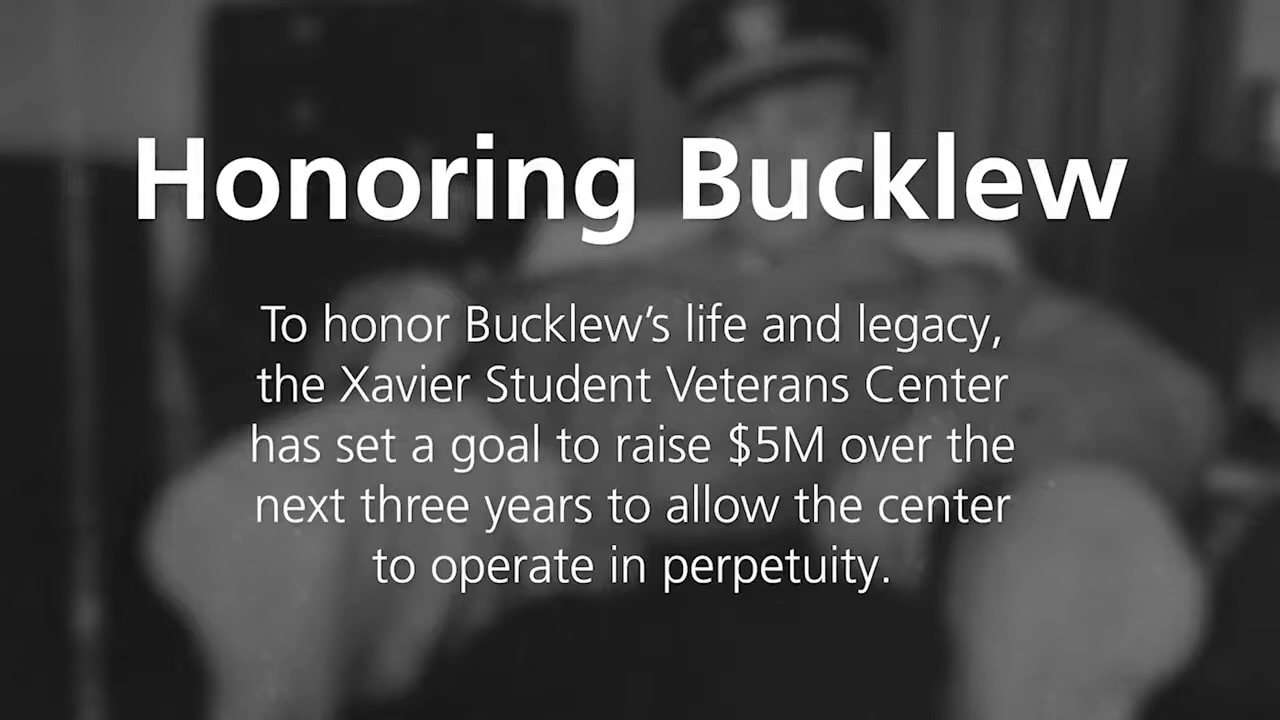 Honoring Bucklew
To honor Bucklew’s life and legacy,
the Xavier Student Veterans Center
has set a goal to raise $5M over the
next three years to allow the center
to operate in perpetuity.